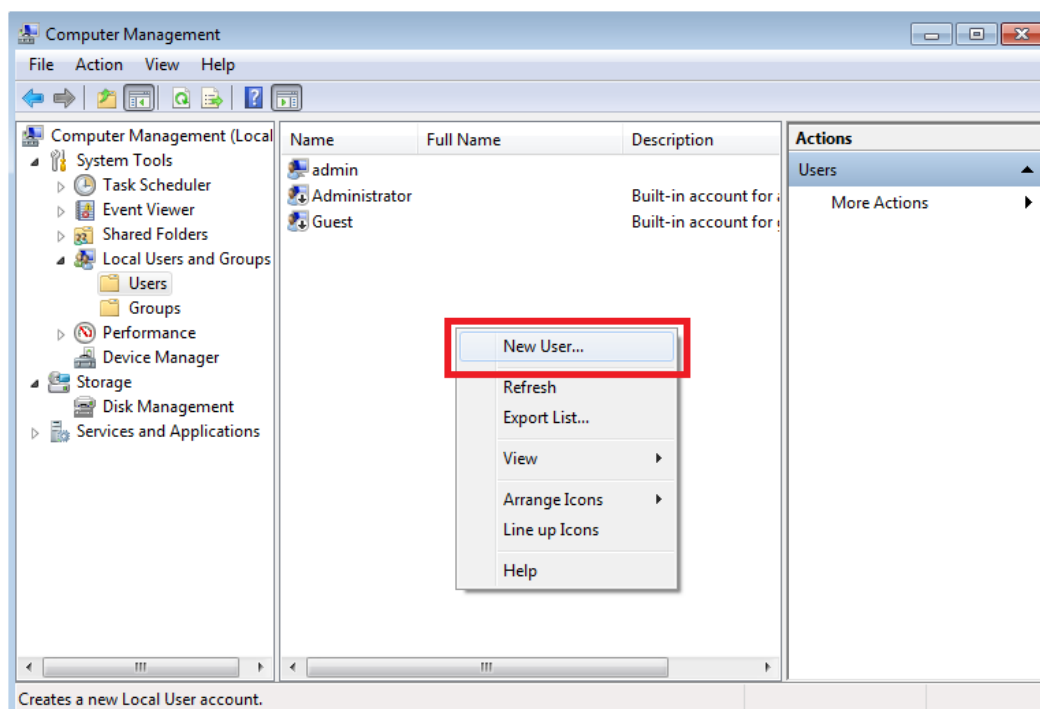 Computer Management
File Action View Help
Computer Management (Local
System Tools
Task Scheduler
Event Viewer
Shared Folders
Local Users and Groups
Users
Groups
Performance
Device Manager
Storage
Disk Management
Services and Applications
Name Full Name Description
admin
Administrator Built-in account for
Guest Built-in account for
New User...
Refresh
Export List...
View
Arrange Icons
Line up Icons
Help
Actions
Users
More Actions
Creates a new Local User account.